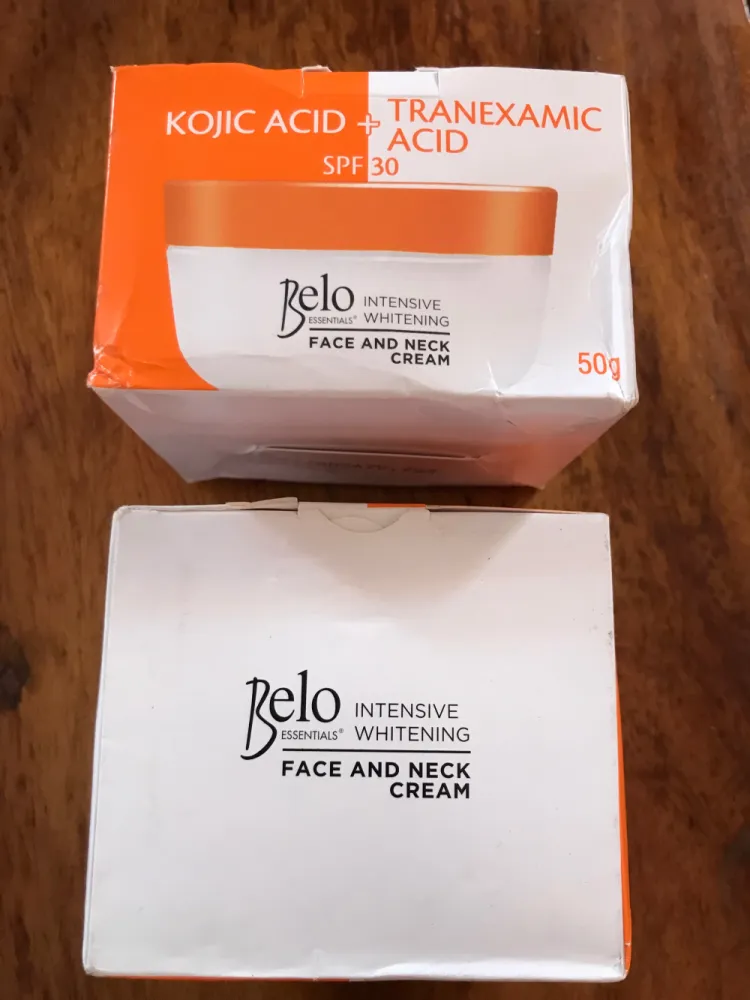 KOJIC ACID + TRANEXAMIC ACID
SPF 30
Belo ESSENTIALS® INTENSIVE WHITENING
FACE AND NECK CREAM
50g
Belo ESSENTIALS® INTENSIVE WHITENING
FACE AND NECK CREAM